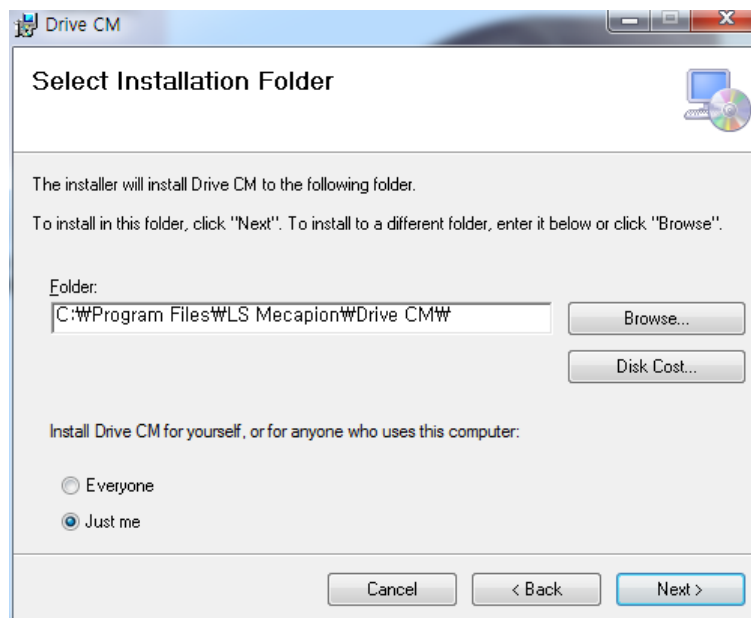 Drive CM
Select Installation Folder
The installer will install Drive CM to the following folder.
To install in this folder, click "Next". To install to a different folder, enter it below or click "Browse".
Folder:
C:₩Program Files₩LS Mecapion₩Drive CM₩
Browse...
Disk Cost...
Install Drive CM for yourself, or for anyone who uses this computer:
Everyone
Just me
Cancel
< Back
Next >